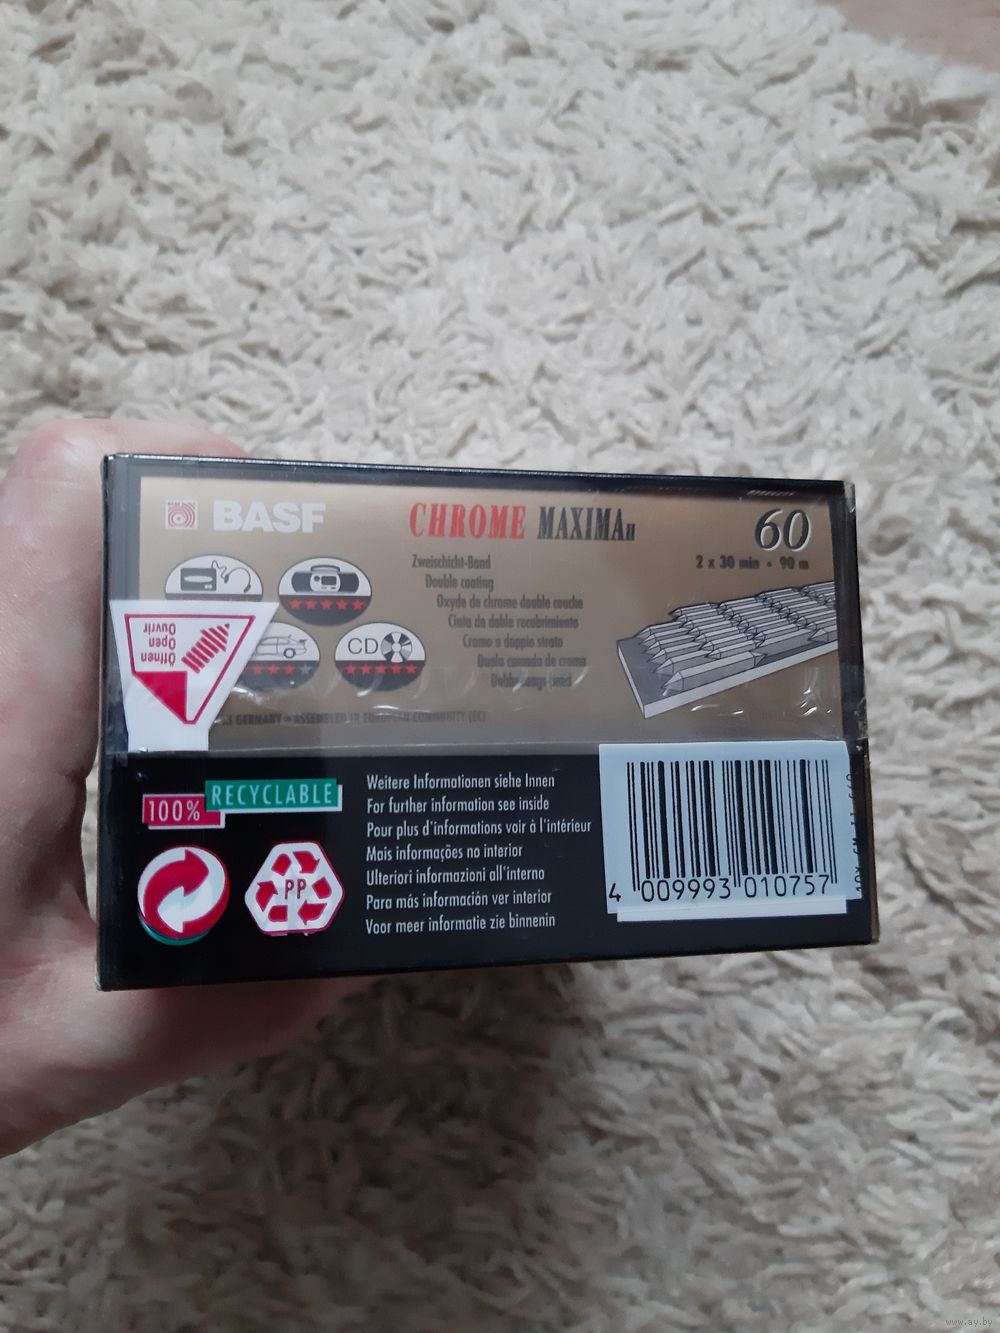 BASF
CHROME MAXIMA II
60
2 x 30 min - 90 m
Zweischicht-Band
Double coating
Oxyde de chrome double couche
Cinta de doble recubrimiento
Cromo a doppio strato
Dupla camada de cromo
CD
Öffnen
Open
Ouvrir
GERMANY - ASSEMBLED IN EUROPEAN COMMUNITY (EC)
100% RECYCLABLE
PP
Weitere Informationen siehe Innen
For further information see inside
Pour plus d'informations voir à l'intérieur
Mais informações no interior
Ulteriori informazioni all'interno
Para más información ver interior
Voor meer informatie zie binnenin
4 009993 010757
www.ay.by